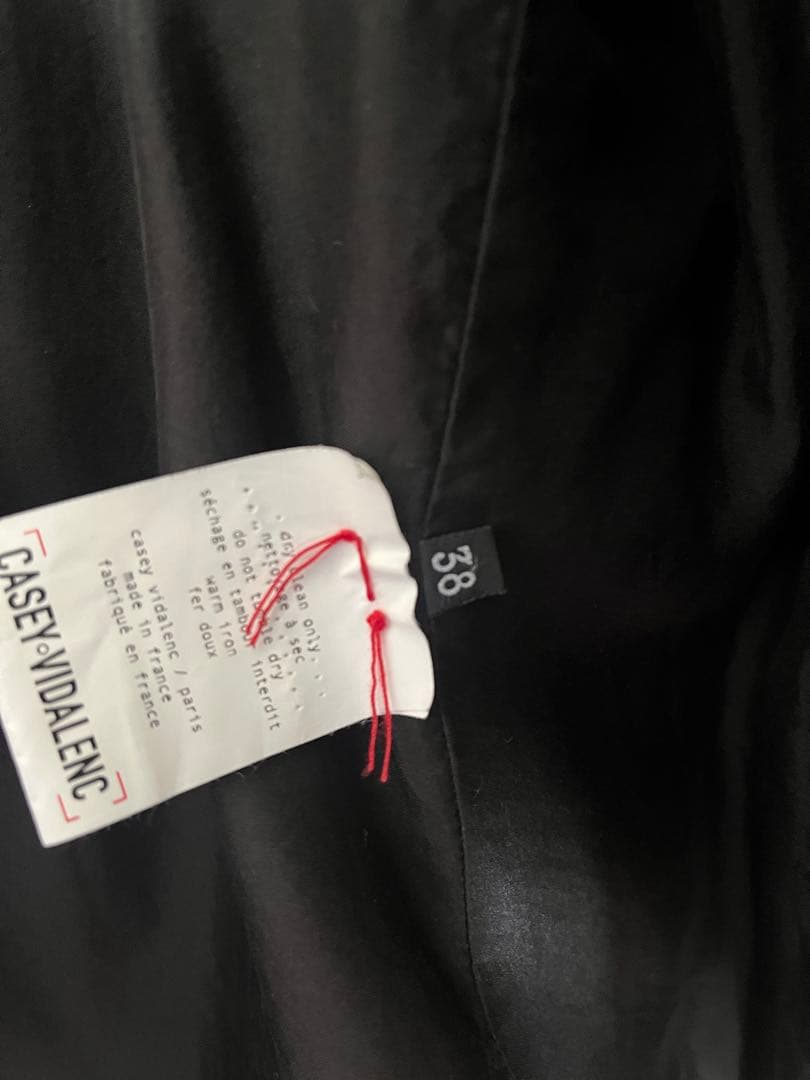 38
dry clean only
nettoyage à sec
do not tumble dry
séchage en tambour interdit
warm iron
fer doux
casey vidalenc / paris
made in france
fabriqué en france
CASEY◇VIDALENC